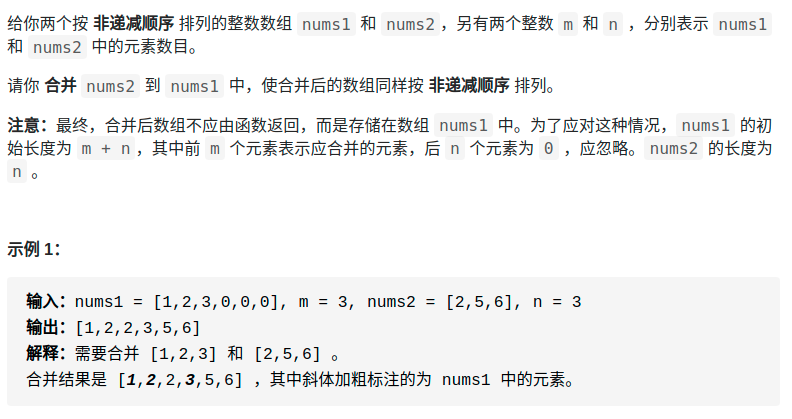 给你两个按 非递减顺序 排列的整数数组 nums1 和 nums2，另有两个整数 m 和 n ，分别表示 nums1
和 nums2 中的元素数目。
请你 合并 nums2 到 nums1 中，使合并后的数组同样按 非递减顺序 排列。
注意：最终，合并后数组不应由函数返回，而是存储在数组 nums1 中。为了应对这种情况，nums1 的初
始长度为 m + n，其中前 m 个元素表示应合并的元素，后 n 个元素为 0 ，应忽略。nums2 的长度为
n 。
示例 1：
输入：nums1 = [1,2,3,0,0,0], m = 3, nums2 = [2,5,6], n = 3
输出：[1,2,2,3,5,6]
解释：需要合并 [1,2,3] 和 [2,5,6] 。
合并结果是 [1,2,2,3,5,6] ，其中斜体加粗标注的为 nums1 中的元素。